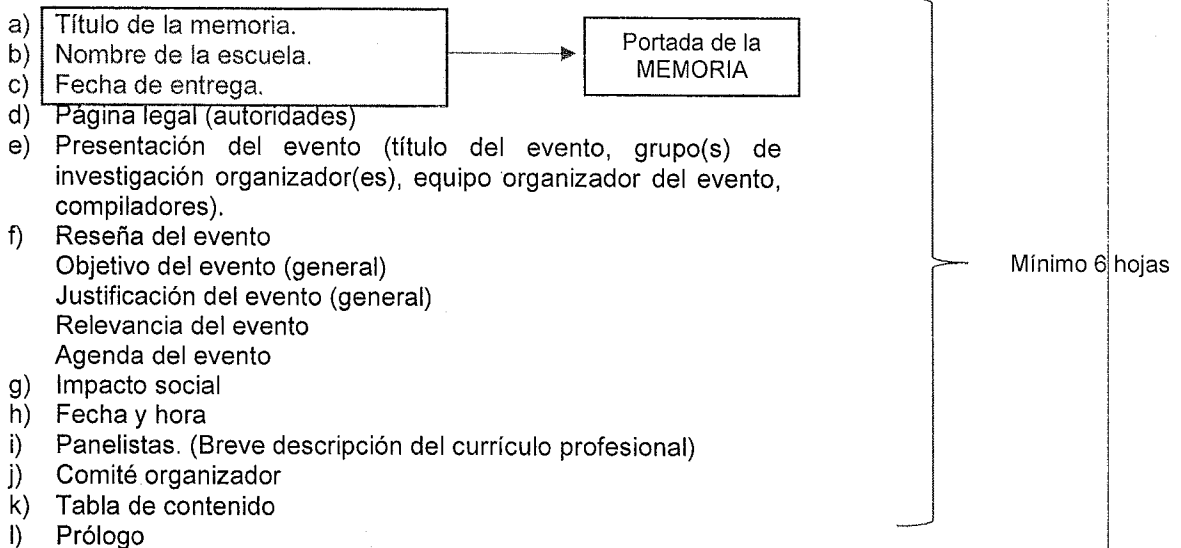 a) Título de la memoria.
b) Nombre de la escuela.
c) Fecha de entrega.
Portada de la
MEMORIA
d) Página legal (autoridades)
e) Presentación del evento (título del evento, grupo(s) de
investigación organizador(es), equipo organizador del evento,
compiladores).
f) Reseña del evento
Objetivo del evento (general)
Justificación del evento (general)
Relevancia del evento
Agenda del evento
g) Impacto social
h) Fecha y hora
i) Panelistas. (Breve descripción del currículo profesional)
j) Comité organizador
k) Tabla de contenido
l) Prólogo
Mínimo 6 hojas